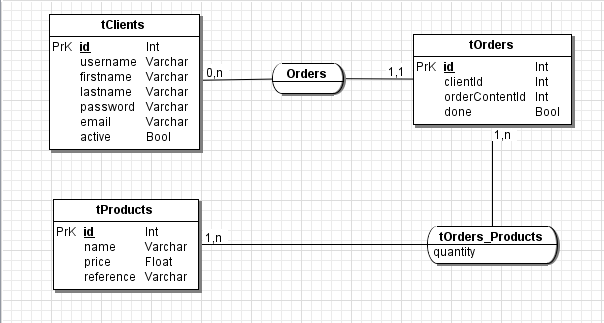 tClients
PrK id Int
username Varchar
firstname Varchar
lastname Varchar
password Varchar
email Varchar
active Bool
0,n
Orders
1,1
tOrders
PrK id Int
clientId Int
orderContentId Int
done Bool
1,n
tProducts
PrK id Int
name Varchar
price Float
reference Varchar
1,n
tOrders_Products
quantity